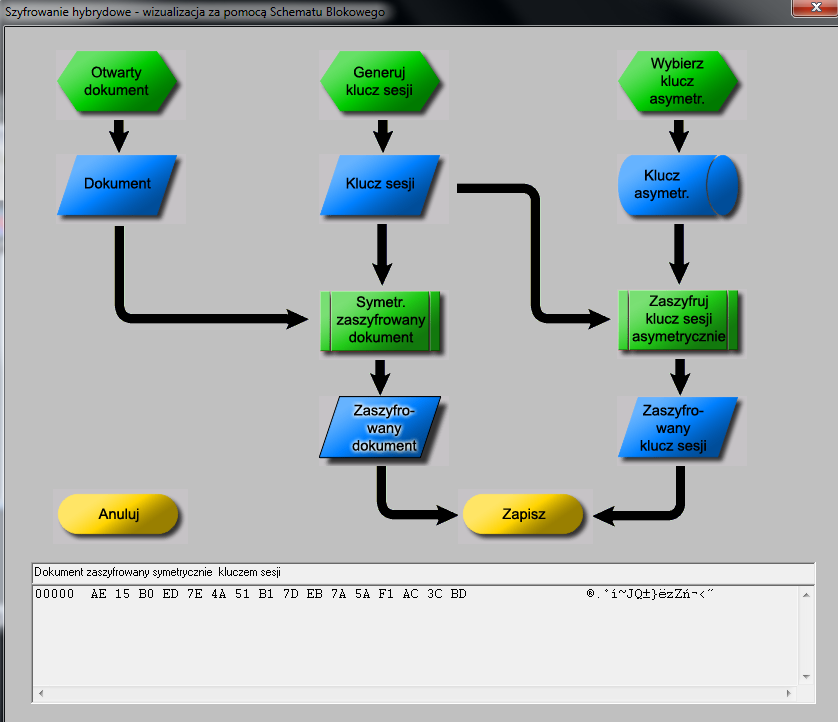 Szyfrowanie hybrydowe - wizualizacja za pomocą Schematu Blokowego
Otwarty
dokument
Generuj
klucz sesji
Wybierz
klucz
asymetr.
Dokument
Klucz sesji
Klucz
asymetr.
Symetr.
zaszyfrowany
dokument
Zaszyfruj
klucz sesji
asymetrycznie
Zaszyfro-
wany
dokument
Zaszyfro-
wany
klucz sesji
Anuluj
Zapisz
Dokument zaszyfrowany symetrycznie kluczem sesji
00000 AE 15 B0 ED 7E 4A 51 B1 7D EB 7A 5A F1 AC 3C BD ®.°í~JQ±}ëzZń¬<˝